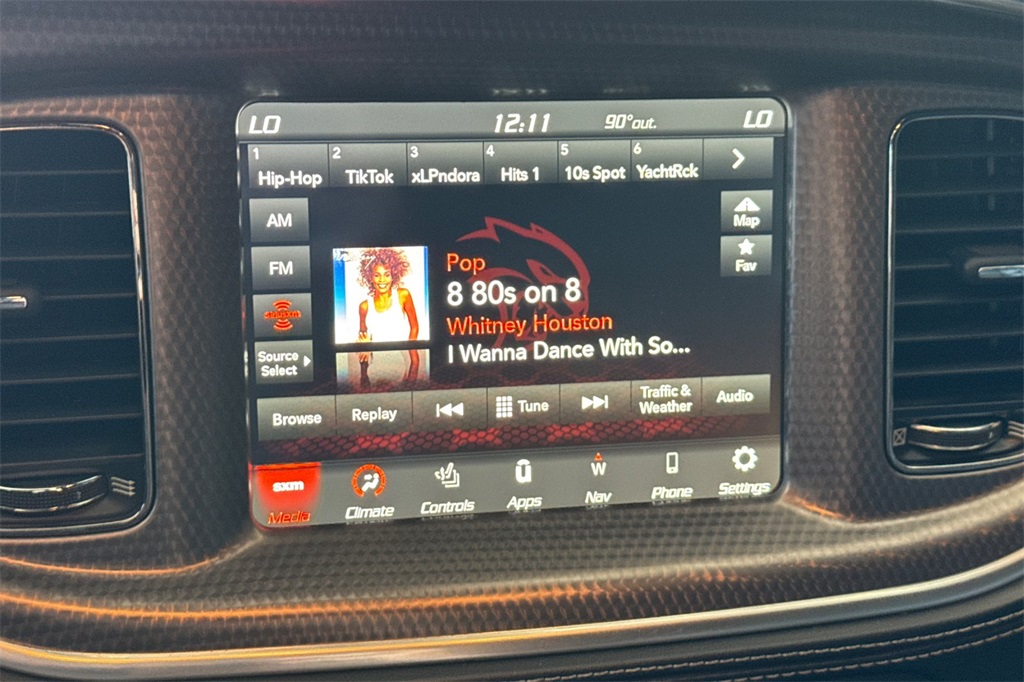 LO 12:11 90°out. LO
1 2 3 4 5 6
Hip-Hop TikTok xLPndora Hits 1 10s Spot YachtRck
AM
FM
Source
Select
Map
Fav
Pop
8 80s on 8
Whitney Houston
I Wanna Dance With So...
Browse Replay Tune Traffic &
Weather Audio
sxm W
Media Climate Controls Apps Nav Phone Settings